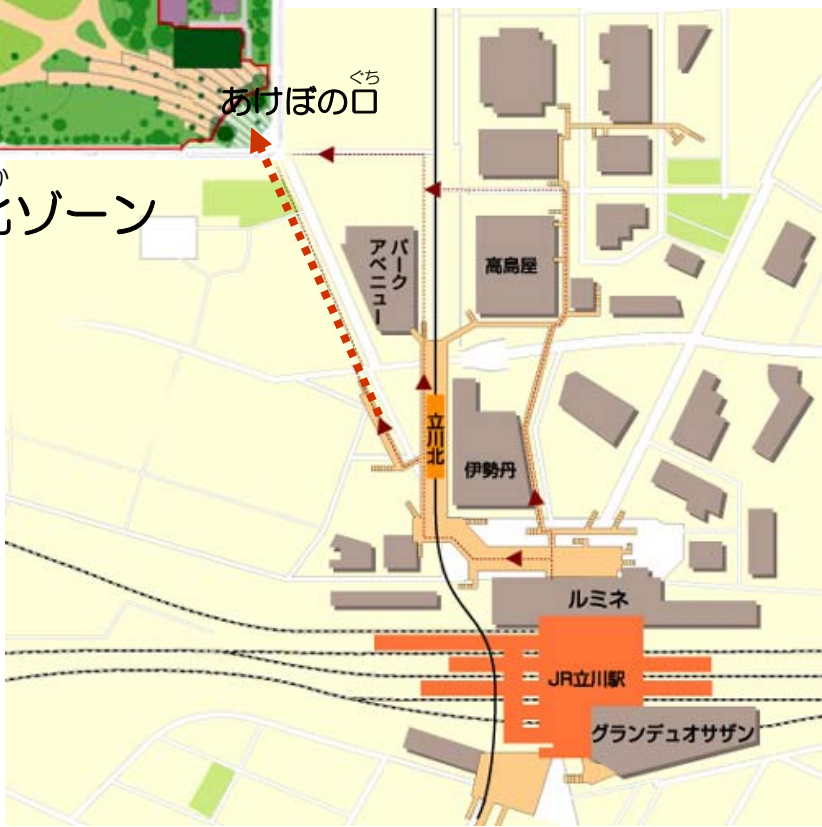 ぐち
あけぼの口
か
ゾーン
パーク
アベニュー
高島屋
立川北
伊勢丹
ルミネ
JR立川駅
グランデュオサザン